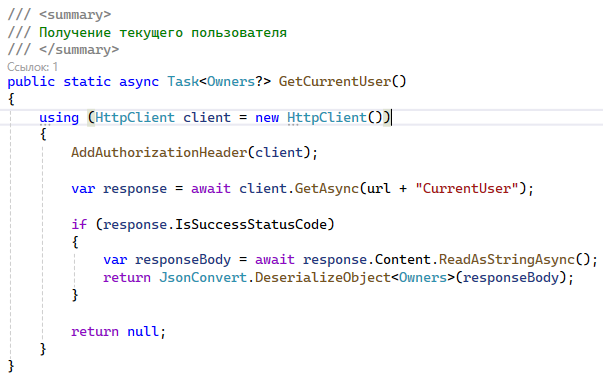 /// <summary>
/// Получение текущего пользователя
/// </summary>
Ссылок: 1
public static async Task<Owners?> GetCurrentUser()
{
    using (HttpClient client = new HttpClient())
    {
        AddAuthorizationHeader(client);

        var response = await client.GetAsync(url + "CurrentUser");

        if (response.IsSuccessStatusCode)
        {
            var responseBody = await response.Content.ReadAsStringAsync();
            return JsonConvert.DeserializeObject<Owners>(responseBody);
        }

        return null;
    }
}